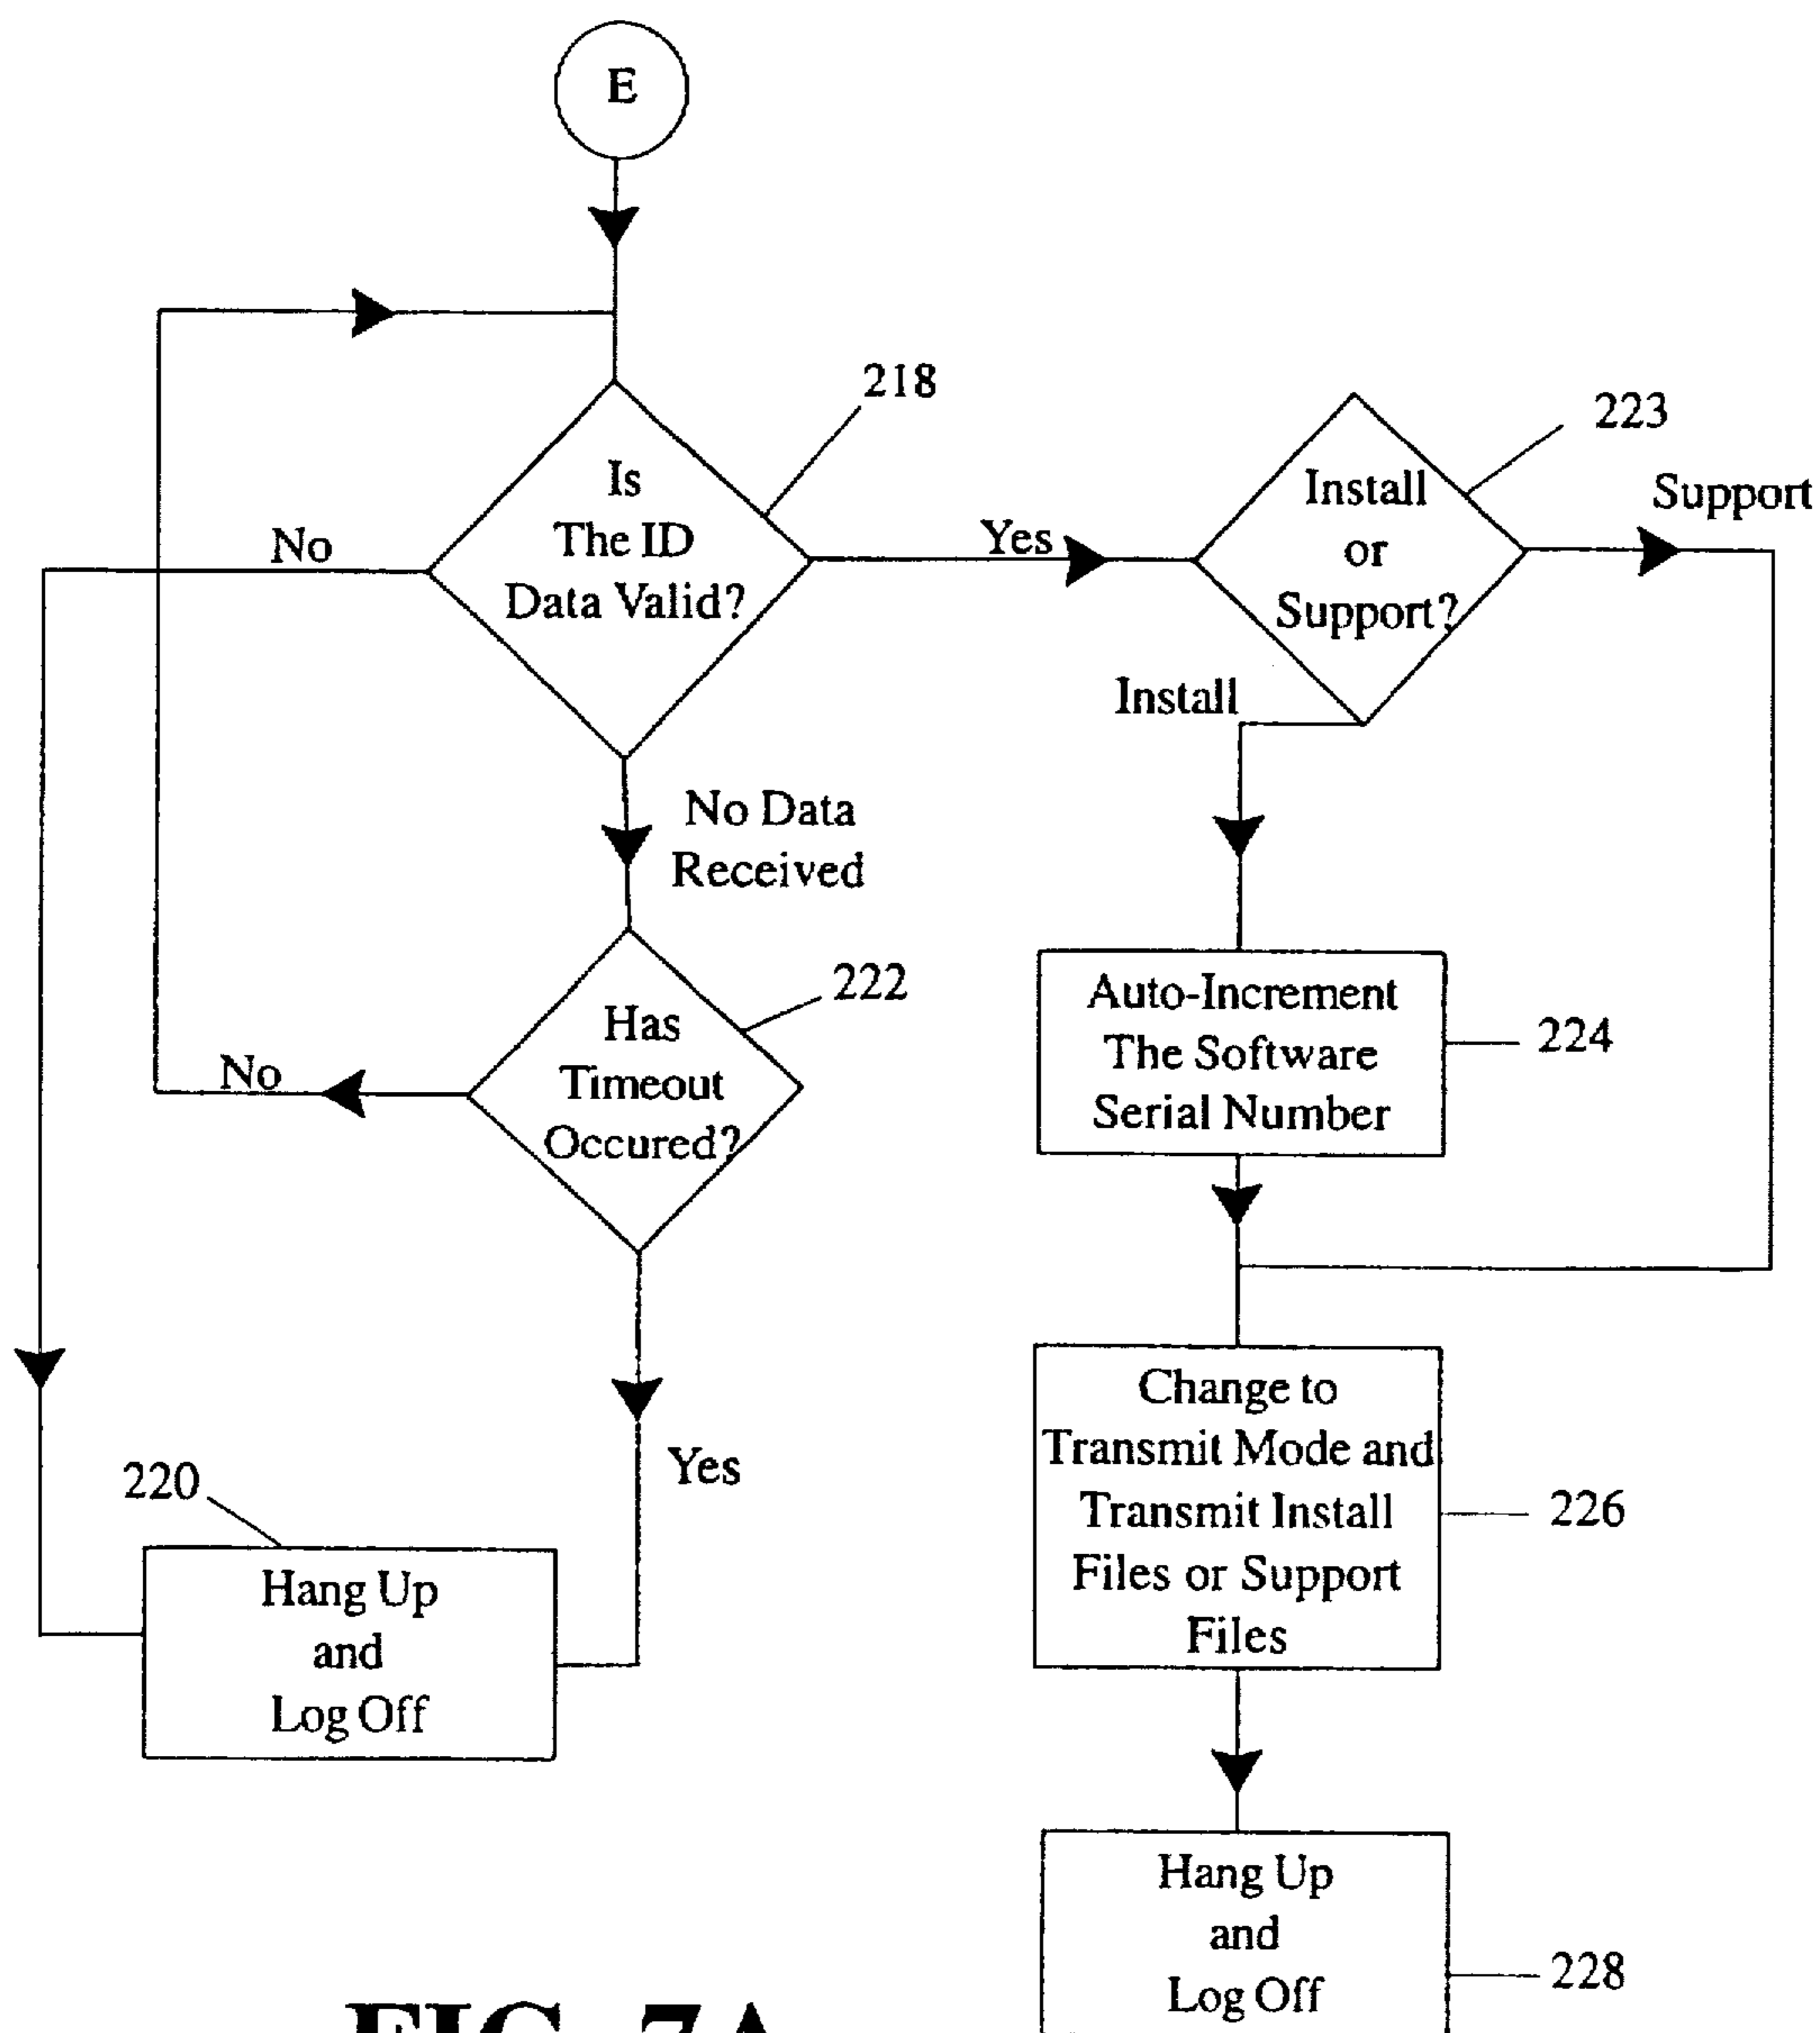 E
218
Is
The ID
Data Valid?
No
Yes
223
Install
or
Support?
Support
Install
No Data
Received
222
Has
Timeout
Occured?
No
Yes
Auto-Increment
The Software
Serial Number
224
220
Hang Up
and
Log Off
Change to
Transmit Mode and
Transmit Install
Files or Support
Files
226
Hang Up
and
Log Off
228
FIG. 7A